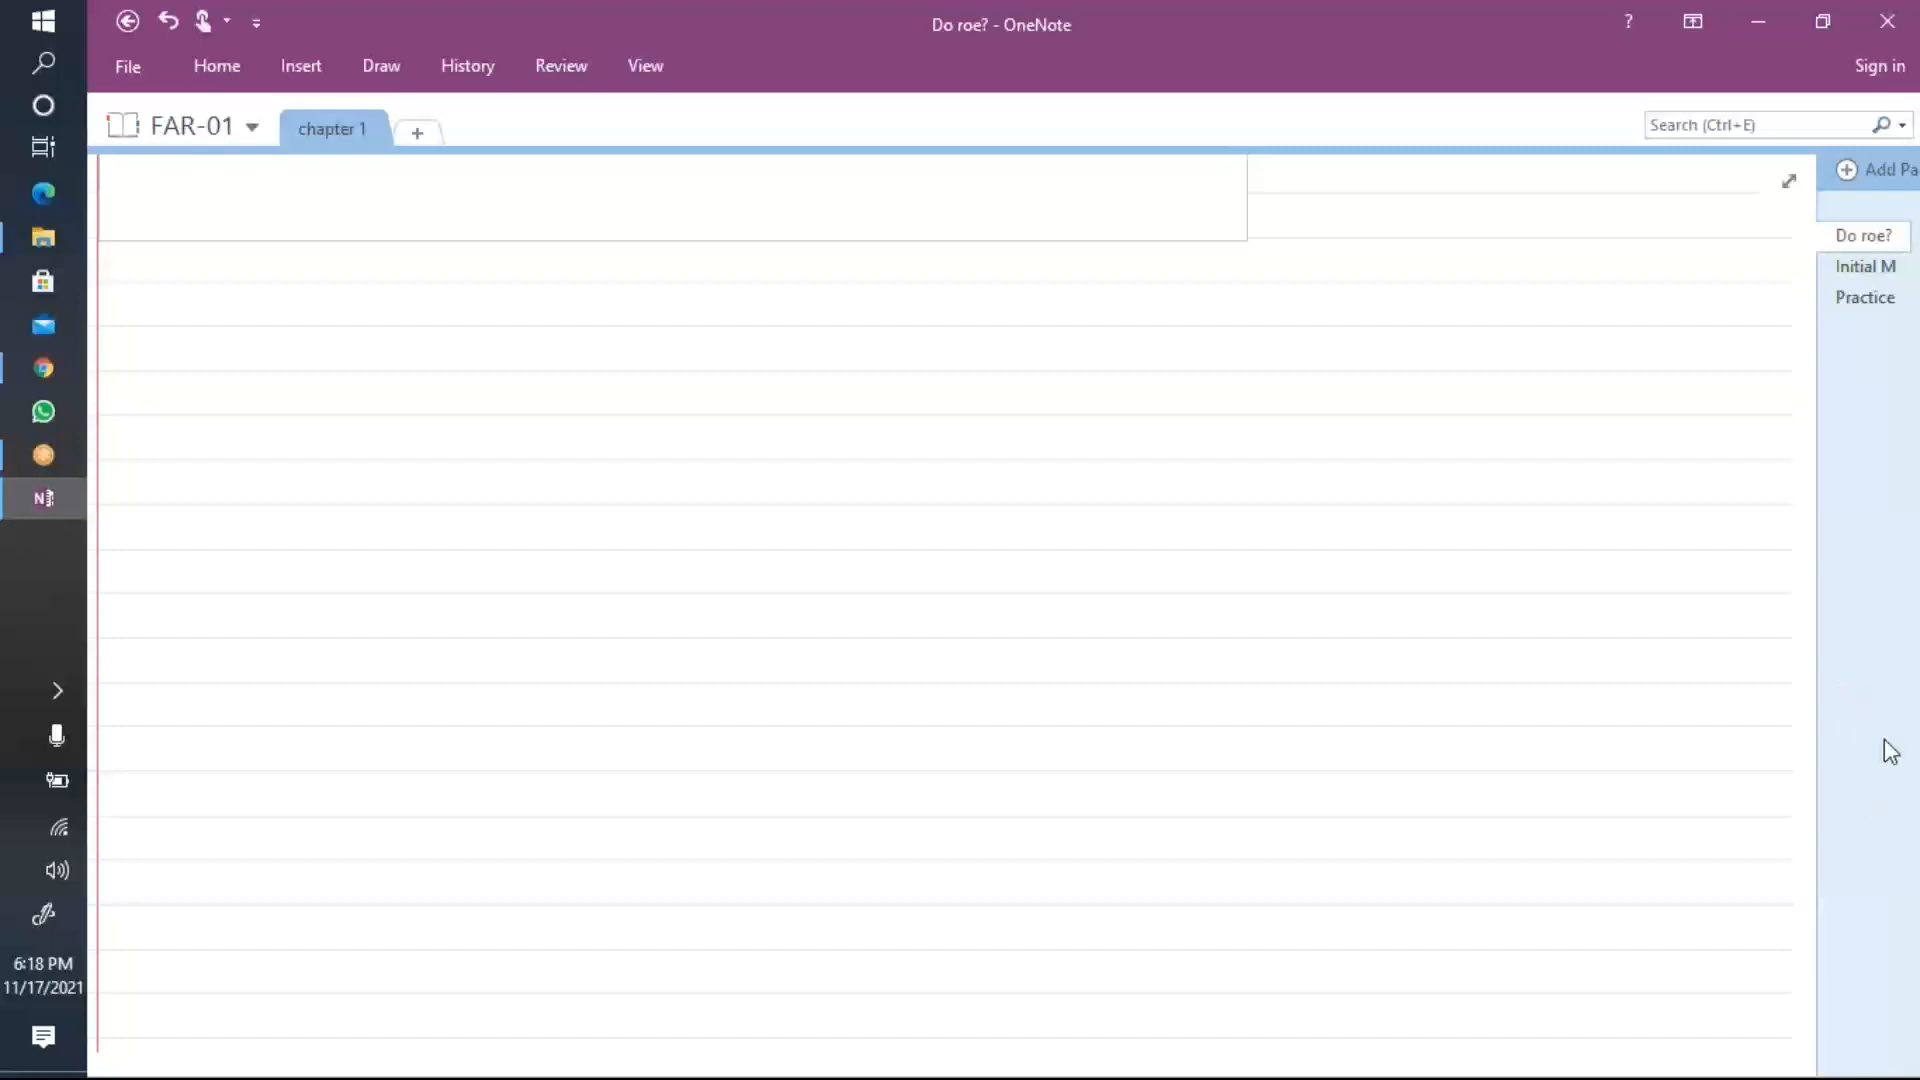 Do roe? - OneNote
?
File
Home
Insert
Draw
History
Review
View
Sign in
FAR-01
chapter 1
+
Search (Ctrl+E)
Add Pa
Do roe?
Initial M
Practice
N
6:18 PM
11/17/2021